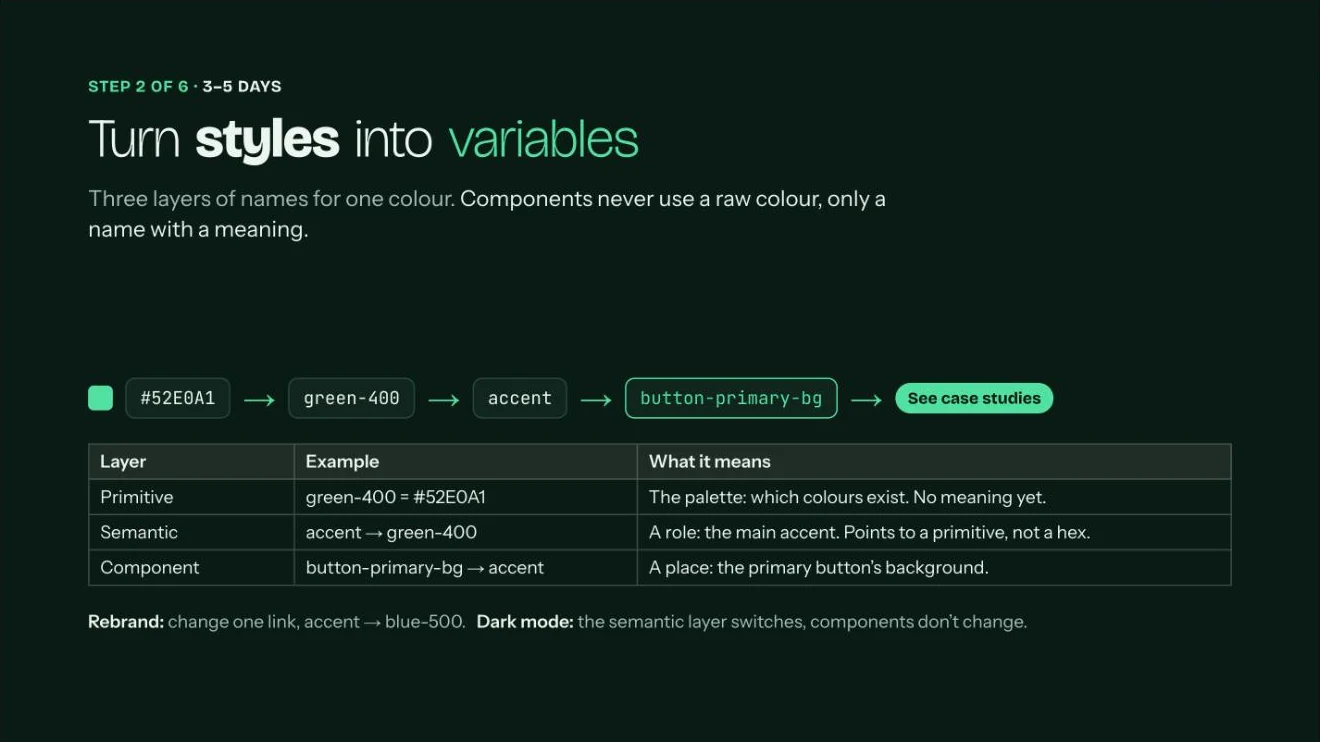 STEP 2 OF 6 · 3–5 DAYS
Turn styles into variables
Three layers of names for one colour. Components never use a raw colour, only a
name with a meaning.
#52E0A1 → green-400 → accent → button-primary-bg → See case studies
Layer Example What it means
Primitive green-400 = #52E0A1 The palette: which colours exist. No meaning yet.
Semantic accent → green-400 A role: the main accent. Points to a primitive, not a hex.
Component button-primary-bg → accent A place: the primary button’s background.
Rebrand: change one link, accent → blue-500. Dark mode: the semantic layer switches, components don’t change.